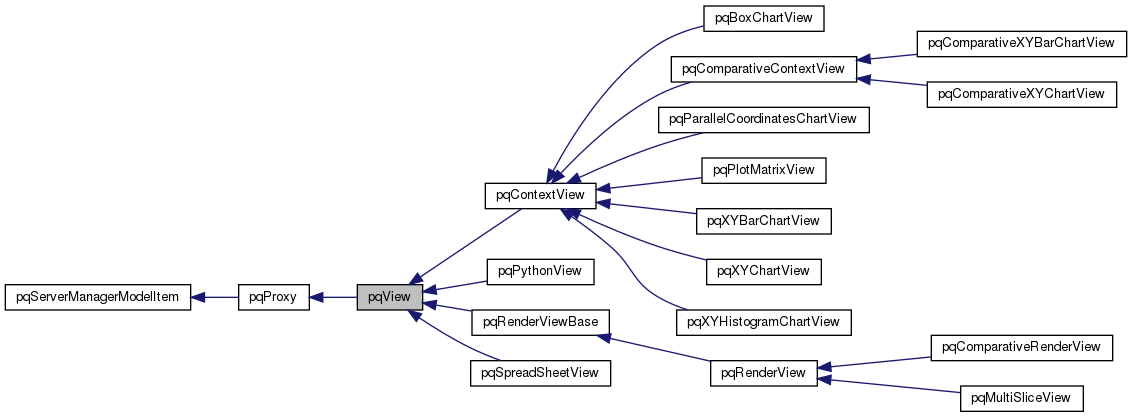 pqBoxChartView
pqComparativeXYBarChartView
pqComparativeContextView
pqComparativeXYChartView
pqParallelCoordinatesChartView
pqPlotMatrixView
pqContextView
pqXYBarChartView
pqPythonView
pqXYChartView
pqServerManagerModelItem
pqProxy
pqView
pqRenderViewBase
pqXYHistogramChartView
pqComparativeRenderView
pqSpreadSheetView
pqRenderView
pqMultiSliceView